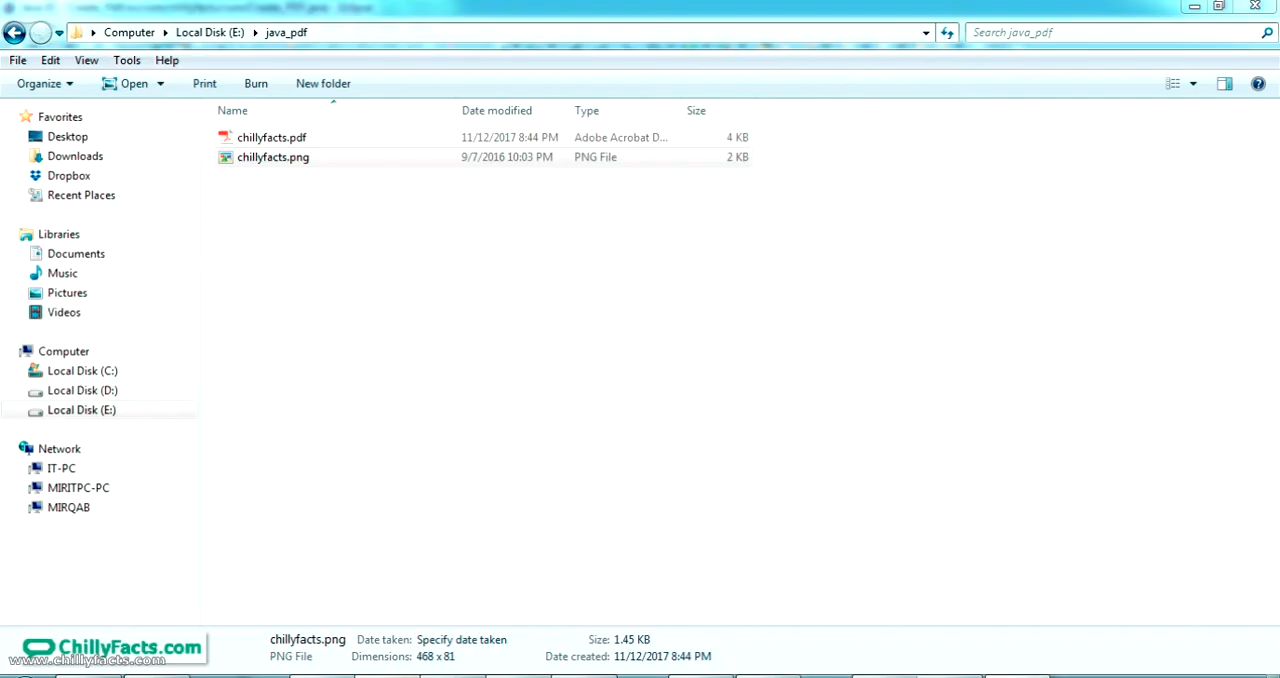 Computer Local Disk (E:) java_pdf
Search java_pdf
File Edit View Tools Help
Organize Open Print Burn New folder
Name Date modified Type Size
chillyfacts.pdf 11/12/2017 8:44 PM Adobe Acrobat D... 4 KB
chillyfacts.png 9/7/2016 10:03 PM PNG File 2 KB
Favorites
Desktop
Downloads
Dropbox
Recent Places
Libraries
Documents
Music
Pictures
Videos
Computer
Local Disk (C:)
Local Disk (D:)
Local Disk (E:)
Network
IT-PC
MIRITPC-PC
MIRQAB
ChillyFacts.com
www.chillyfacts.com
chillyfacts.png Date taken: Specify date taken Size: 1.45 KB
PNG File Dimensions: 468 x 81 Date created: 11/12/2017 8:44 PM